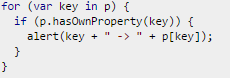 for (var key in p) {
  if (p.hasOwnProperty(key)) {
    alert(key + " -> " + p[key]);
  }
}